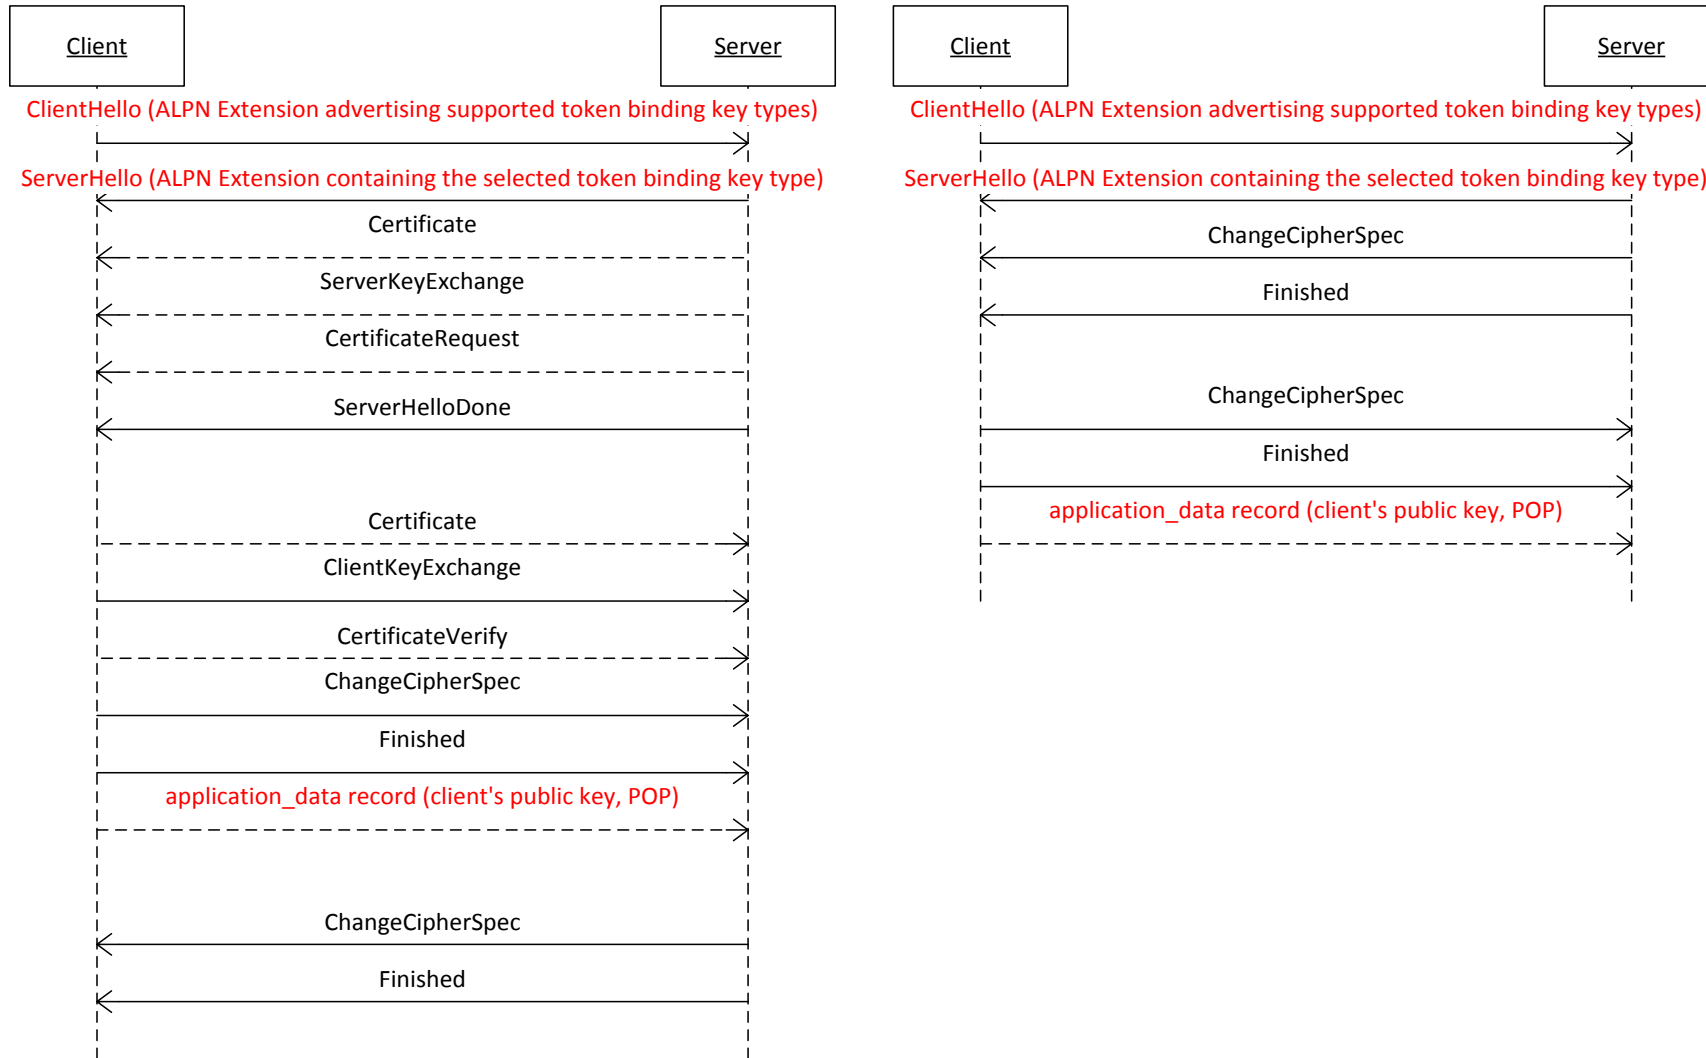 Client
Server
ClientHello (ALPN Extension advertising supported token binding key types)
ServerHello (ALPN Extension containing the selected token binding key type)
Certificate
ServerKeyExchange
CertificateRequest
ServerHelloDone
Certificate
ClientKeyExchange
CertificateVerify
ChangeCipherSpec
Finished
application_data record (client's public key, POP)
ChangeCipherSpec
Finished
Client
Server
ClientHello (ALPN Extension advertising supported token binding key types)
ServerHello (ALPN Extension containing the selected token binding key type)
ChangeCipherSpec
Finished
ChangeCipherSpec
Finished
application_data record (client's public key, POP)